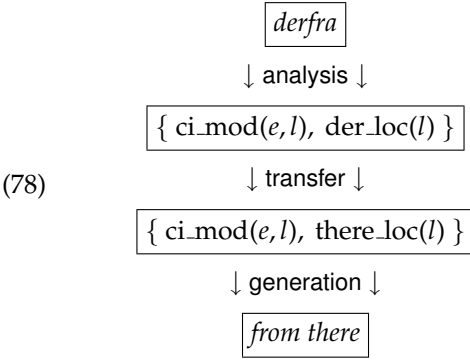 derfra
↓ analysis ↓
{ ci_mod(e, l), der_loc(l) }
(78)
↓ transfer ↓
{ ci_mod(e, l), there_loc(l) }
↓ generation ↓
from there